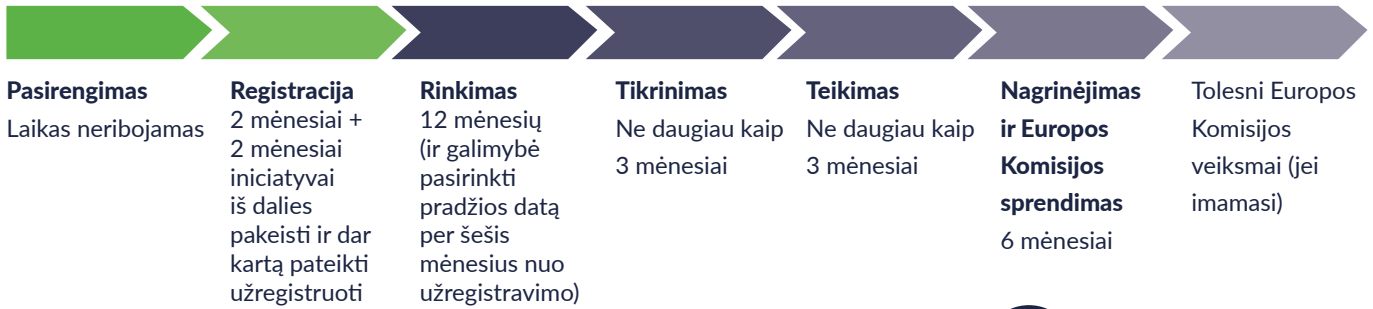 Pasirengimas
Laikas neribojamas
Registracija
2 mėnesiai +
2 mėnesiai
iniciatyvai
iš dalies
pakeisti ir dar
kartą pateikti
užregistruoti
Rinkimas
12 mėnesių
(ir galimybė
pasirinkti
pradžios datą
per šešis
mėnesius nuo
užregistravimo)
Tikrinimas
Ne daugiau kaip
3 mėnesiai
Teikimas
Ne daugiau kaip
3 mėnesiai
Nagrinėjimas
ir Europos
Komisijos
sprendimas
6 mėnesiai
Tolesni Europos
Komisijos
veiksmai (jei
imamasi)